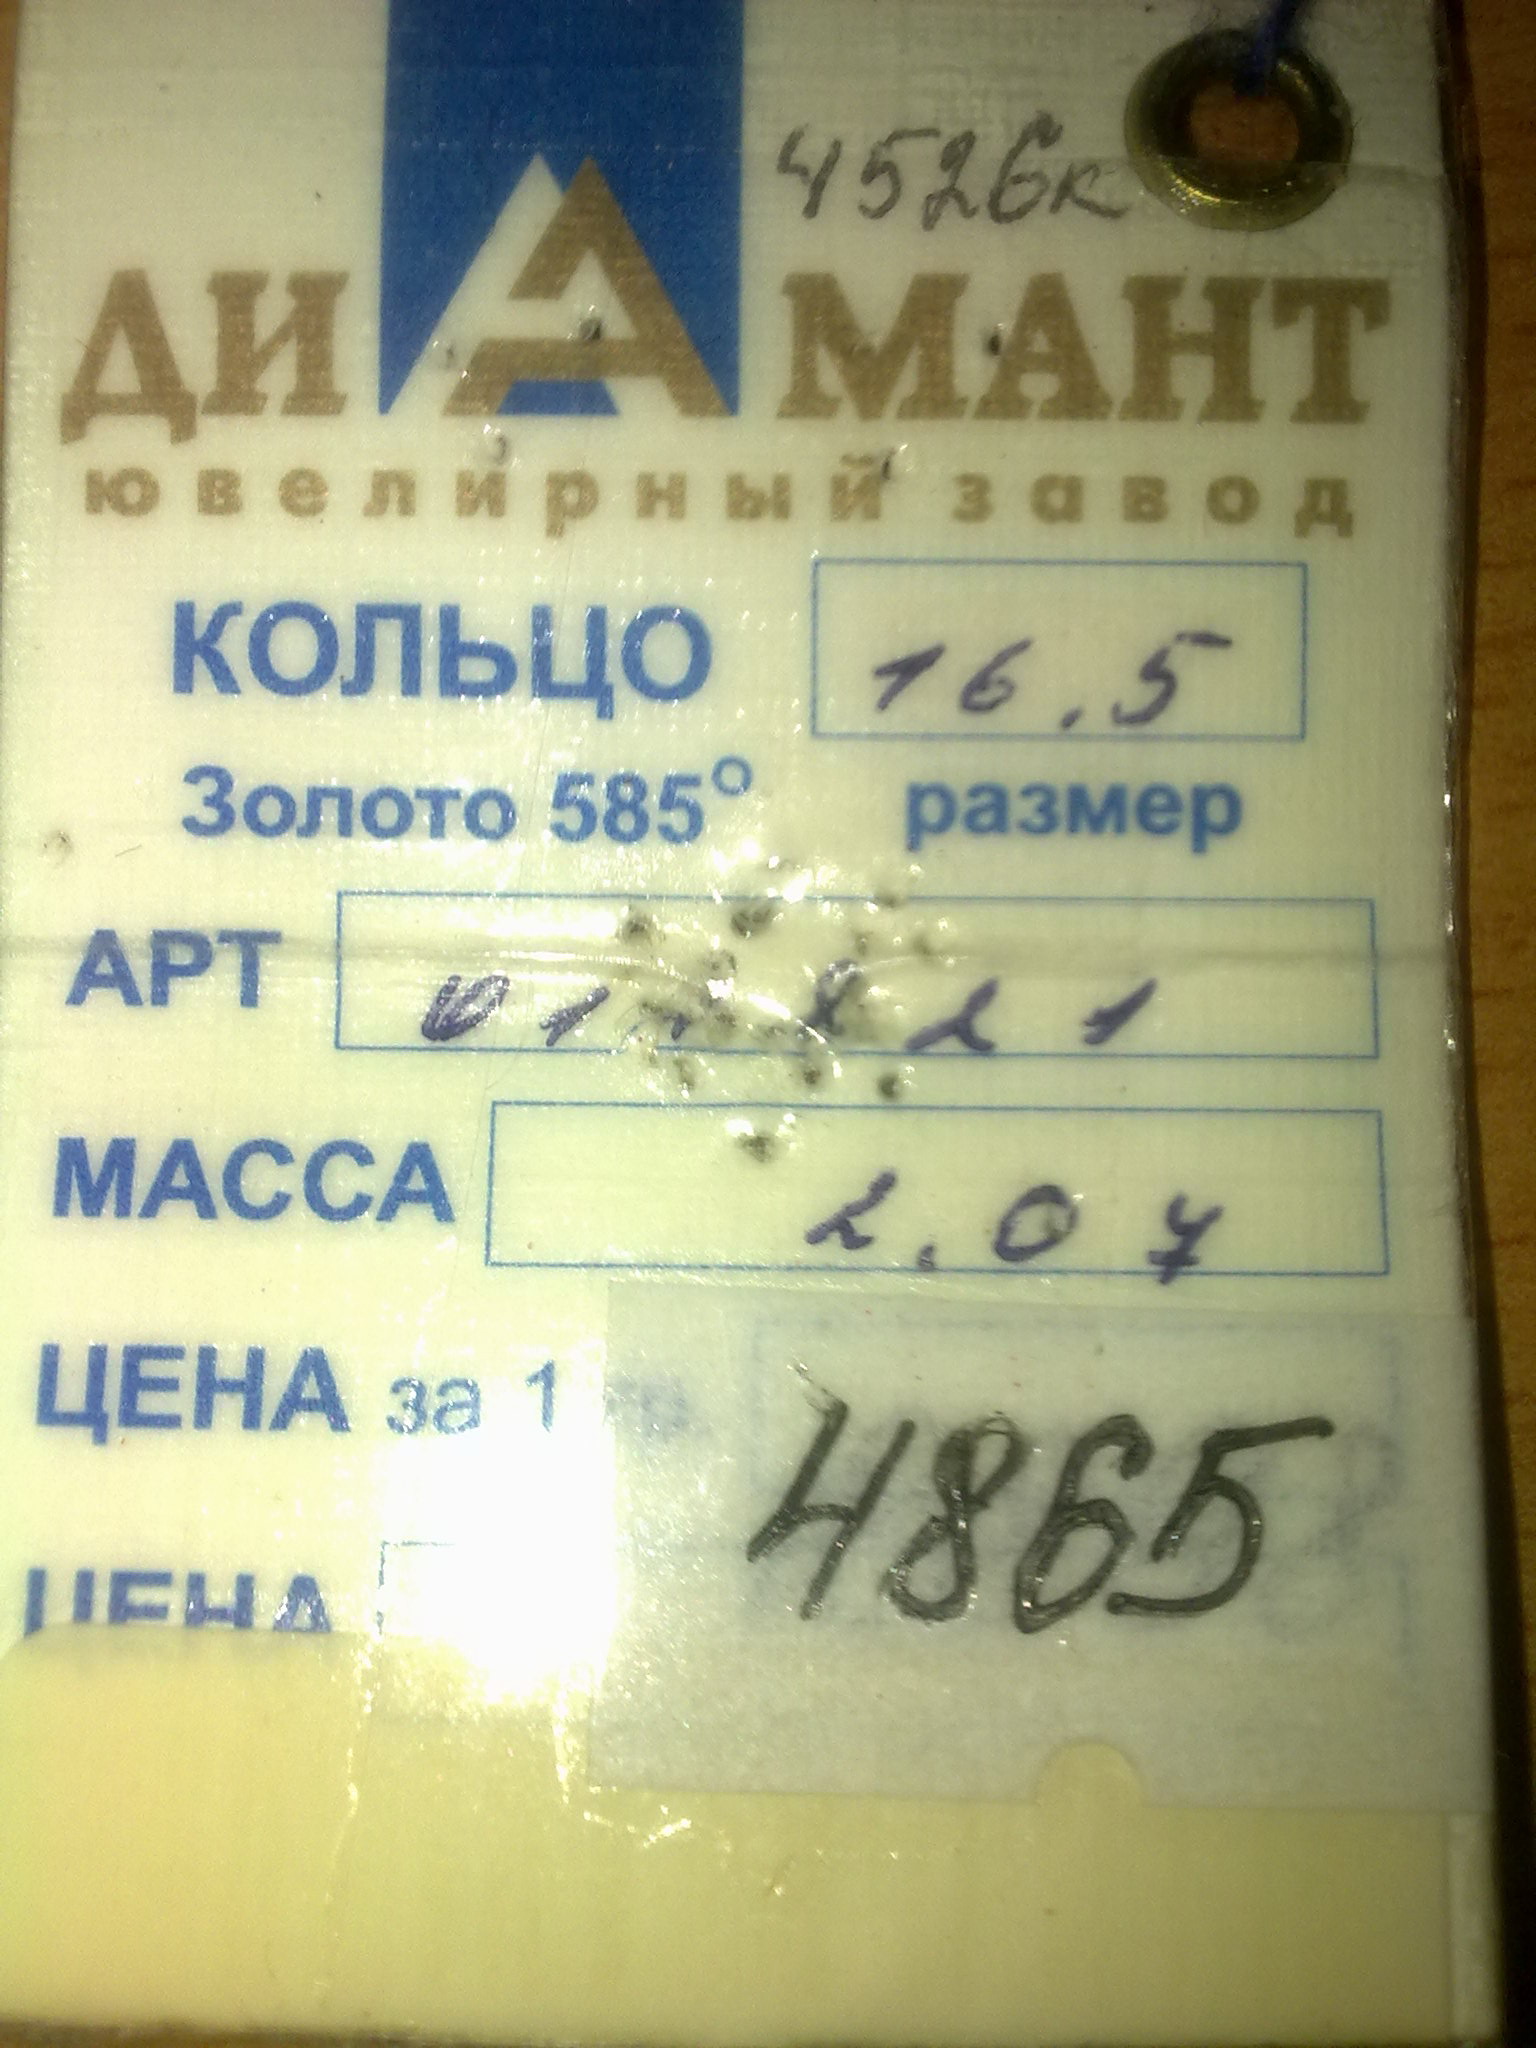 4526к
ДИАМАНТ
ювелирный завод
КОЛЬЦО 16.5
Золото 585° размер
АРТ
МАССА 2.07
ЦЕНА за 1 гр.
4865
ЦЕНА